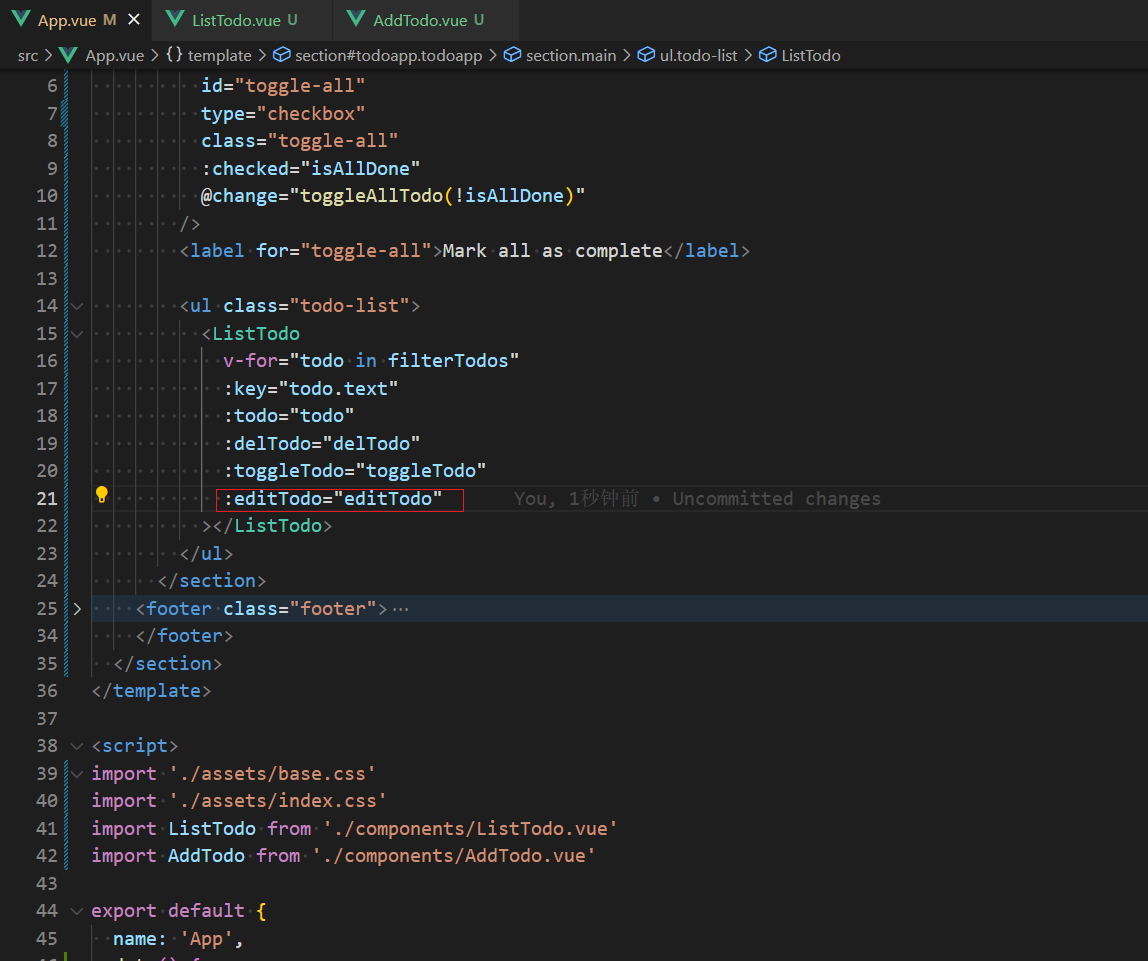 App.vue M ListTodo.vue U AddTodo.vue U
src > App.vue > {} template > section#todoapp.todoapp > section.main > ul.todo-list > ListTodo
6 id="toggle-all"
7 type="checkbox"
8 class="toggle-all"
9 :checked="isAllDone"
10 @change="toggleAllTodo(!isAllDone)"
11 />
12 <label for="toggle-all">Mark all as complete</label>
13
14 <ul class="todo-list">
15 <ListTodo
16 v-for="todo in filterTodos"
17 :key="todo.text"
18 :todo="todo"
19 :delTodo="delTodo"
20 :toggleTodo="toggleTodo"
21 :editTodo="editTodo" You, 1秒钟前 • Uncommitted changes
22 ></ListTodo>
23 </ul>
24 </section>
25 <footer class="footer"> ···
34 </footer>
35 </section>
36 </template>
37
38 <script>
39 import './assets/base.css'
40 import './assets/index.css'
41 import ListTodo from './components/ListTodo.vue'
42 import AddTodo from './components/AddTodo.vue'
43
44 export default {
45 name: 'App',